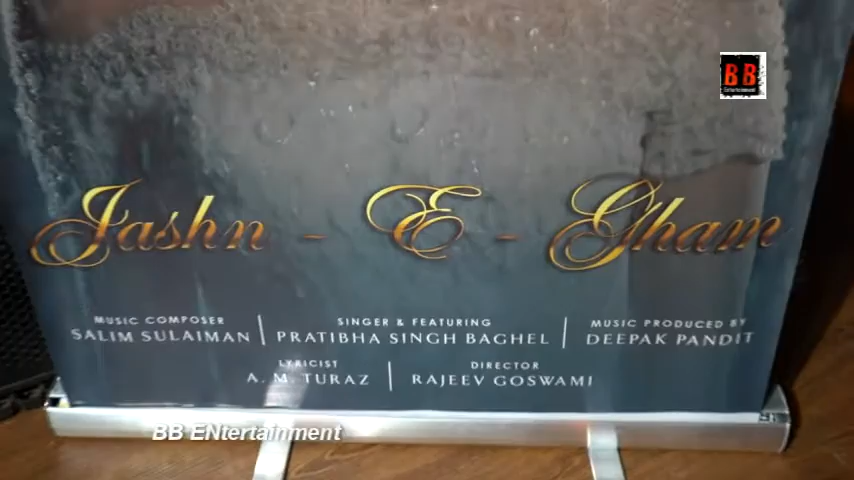 BB
Entertainment
Jashn - E - Gham
MUSIC COMPOSER
SALIM SULAIMAN
SINGER & FEATURING
PRATIBHA SINGH BAGHEL
MUSIC PRODUCED BY
DEEPAK PANDIT
LYRICIST
A. M. TURAZ
DIRECTOR
RAJEEV GOSWAMI
BB ENtertainment